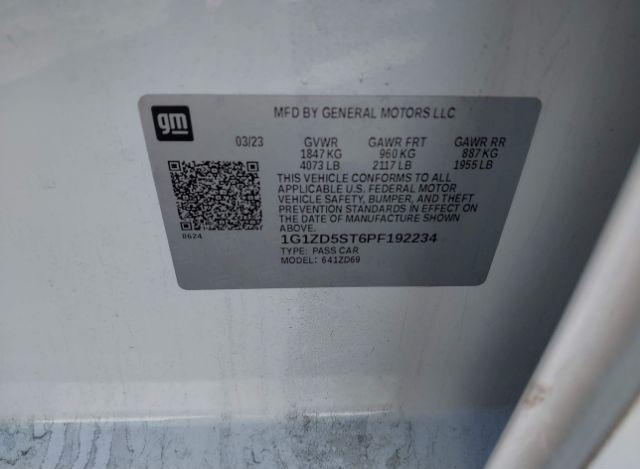 gm
MFD BY GENERAL MOTORS LLC
03/23 GVWR GAWR FRT GAWR RR
1847 KG 960 KG 887 KG
4073 LB 2117 LB 1955 LB
THIS VEHICLE CONFORMS TO ALL
APPLICABLE U.S. FEDERAL MOTOR
VEHICLE SAFETY, BUMPER, AND THEFT
PREVENTION STANDARDS IN EFFECT ON
THE DATE OF MANUFACTURE SHOWN
ABOVE.
0624
1G1ZD5ST6PF192234
TYPE: PASS CAR
MODEL: 641ZD69